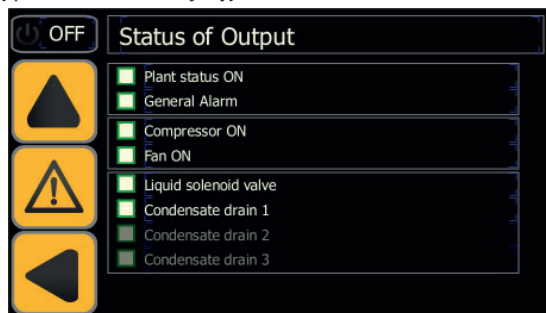 OFF
Status of Output
Plant status ON
General Alarm
Compressor ON
Fan ON
Liquid solenoid valve
Condensate drain 1
Condensate drain 2
Condensate drain 3